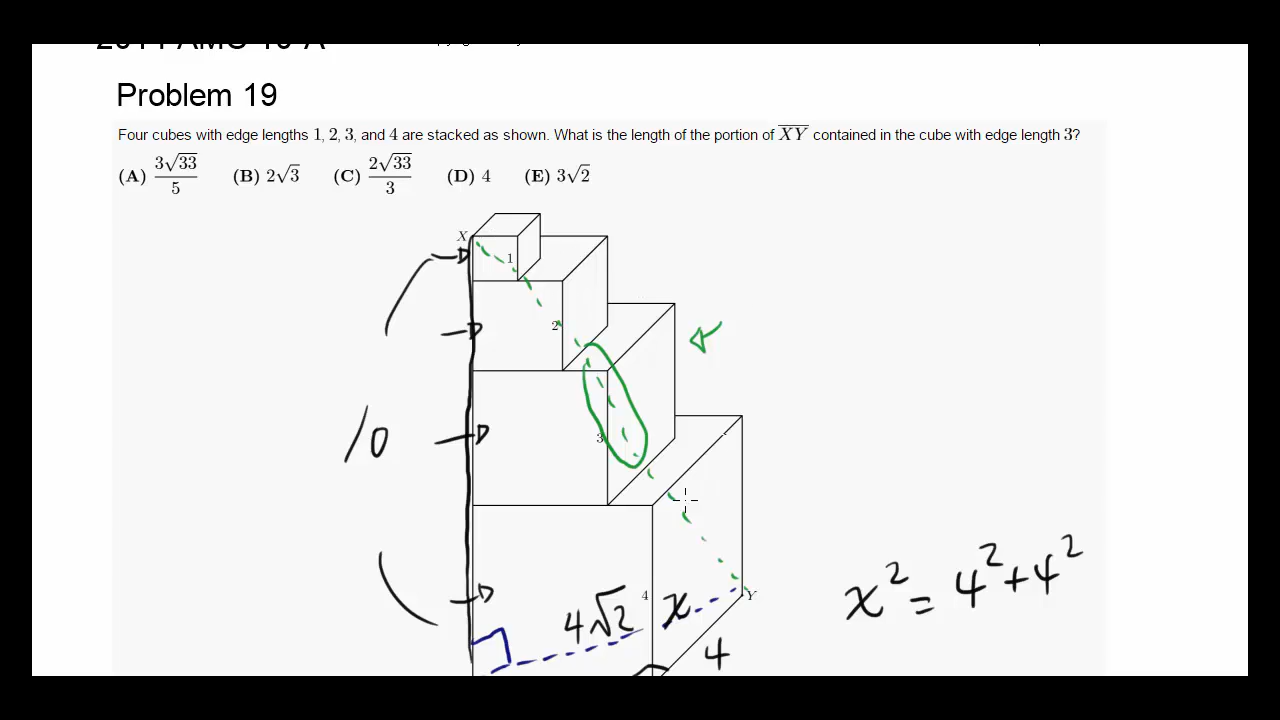 Problem 19
Four cubes with edge lengths 1, 2, 3, and 4 are stacked as shown. What is the length of the portion of XY contained in the cube with edge length 3?
(A) 3√33/5 (B) 2√3 (C) 2√33/3 (D) 4 (E) 3√2
X
1
2
10
3
4√2
4
x
Y
4
x² = 4² + 4²